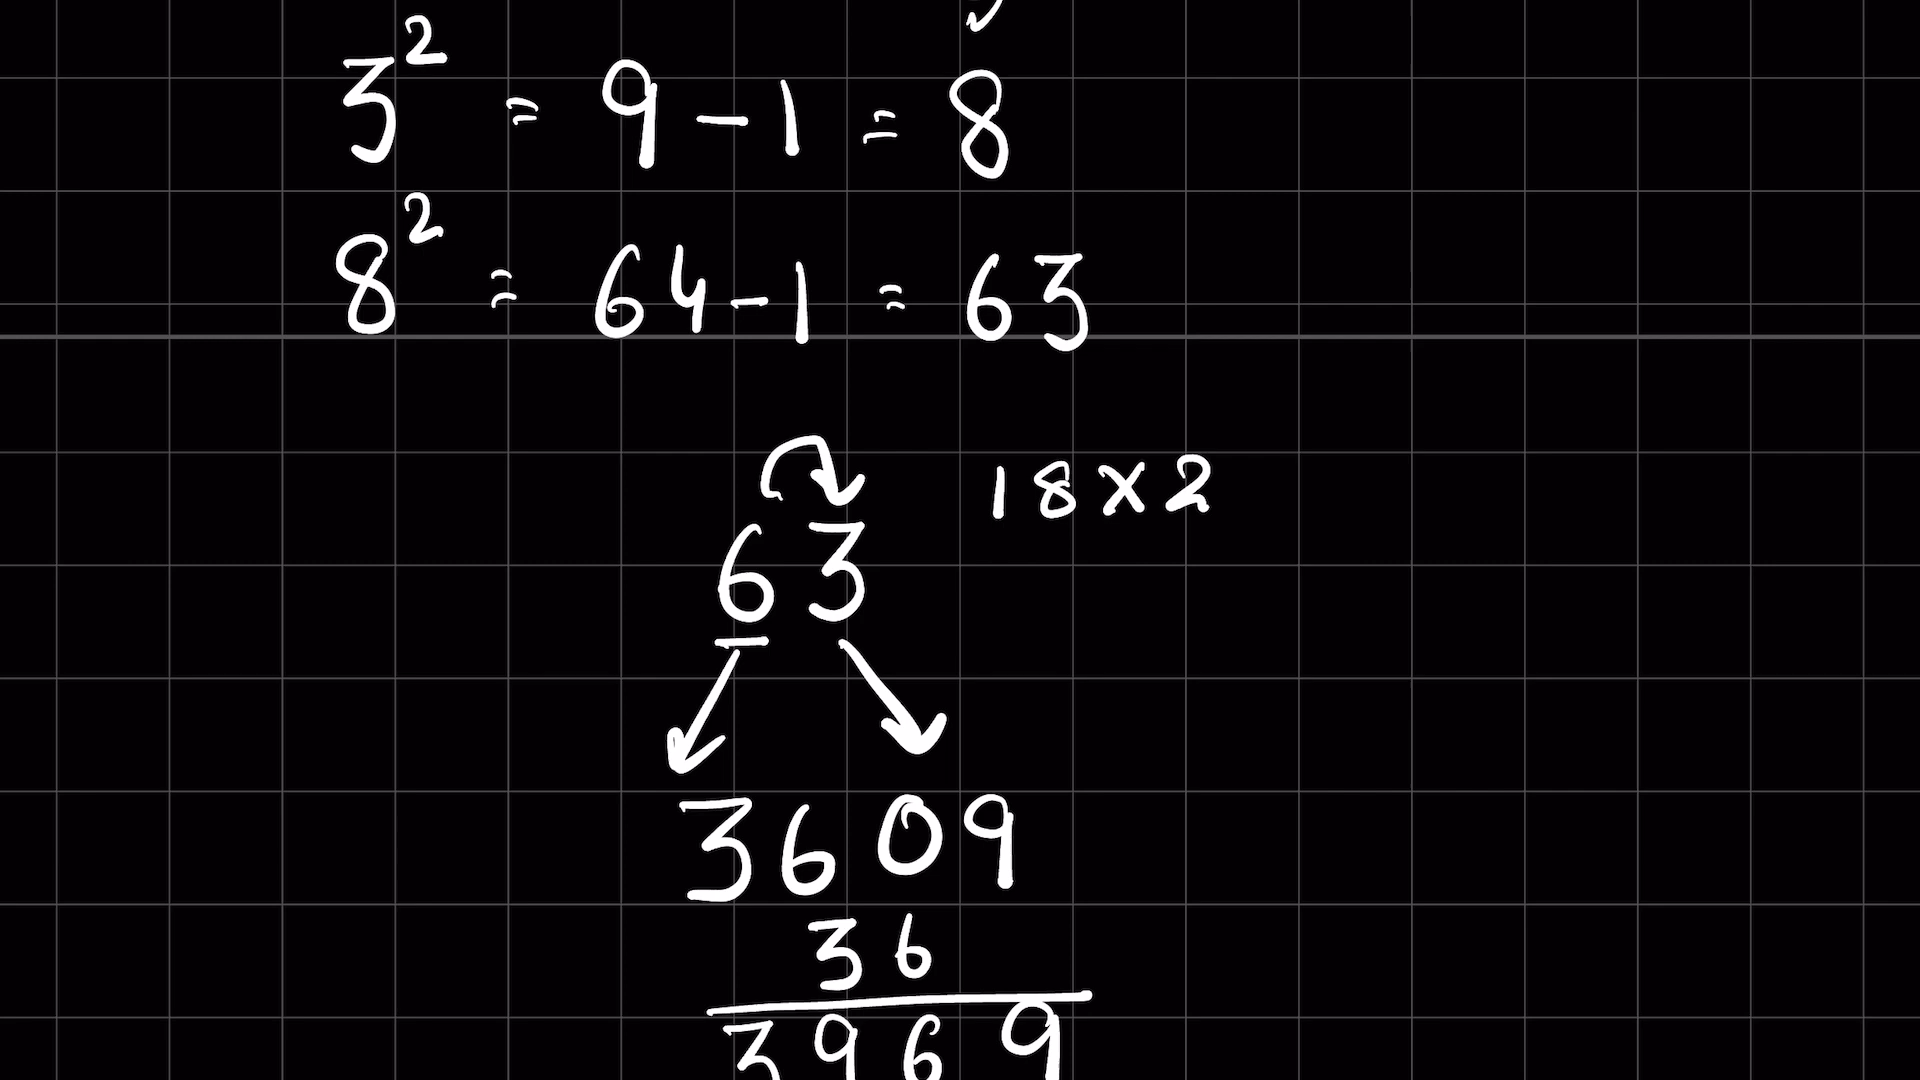 3² = 9 - 1 = 8
8² = 64 - 1 = 63
18 × 2
63
3609
36
3969